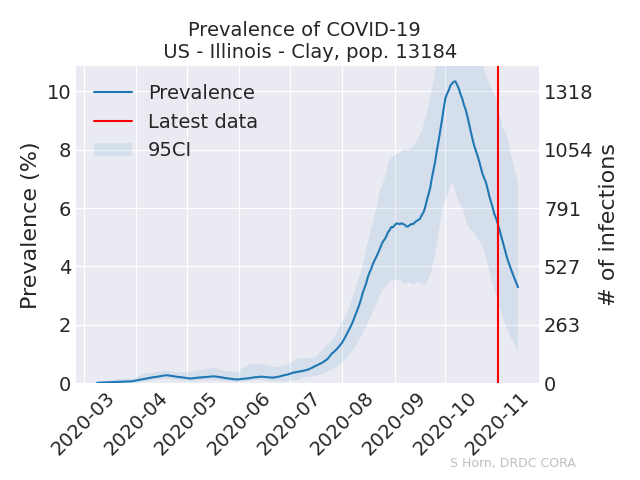 Prevalence of COVID-19
US - Illinois - Clay, pop. 13184
Prevalence
Latest data
95CI
Prevalence (%)
10
8
6
4
2
0
1318
1054
791
527
263
0
# of infections
2020-03
2020-04
2020-05
2020-06
2020-07
2020-08
2020-09
2020-10
2020-11
S Horn, DRDC CORA